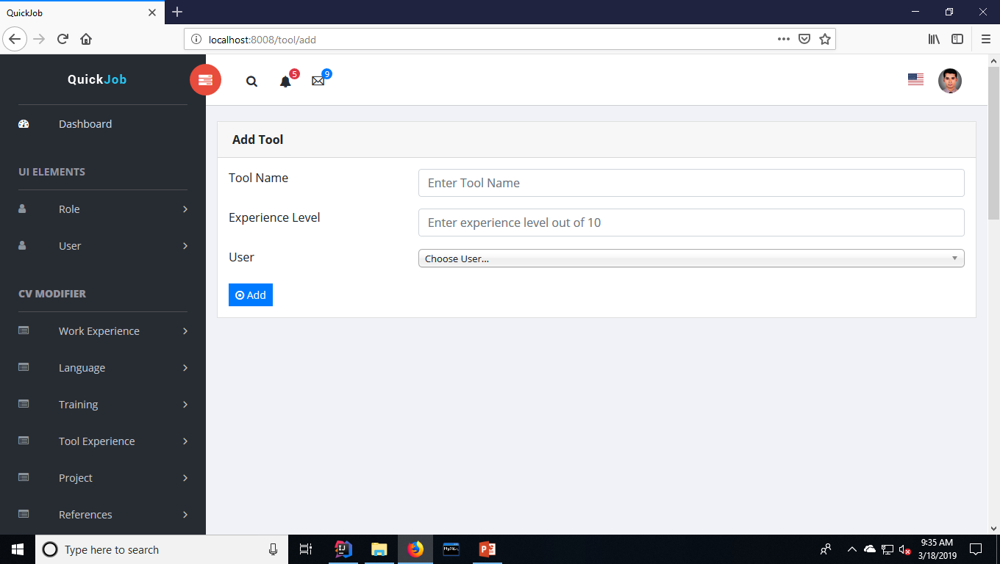 QuickJob
localhost:8008/tool/add
QuickJob
5
9
Dashboard
UI ELEMENTS
Role
User
CV MODIFIER
Work Experience
Language
Training
Tool Experience
Project
References
Add Tool
Tool Name
Enter Tool Name
Experience Level
Enter experience level out of 10
User
Choose User...
Add
Type here to search
IJ
MySQL
P
9:35 AM
3/18/2019